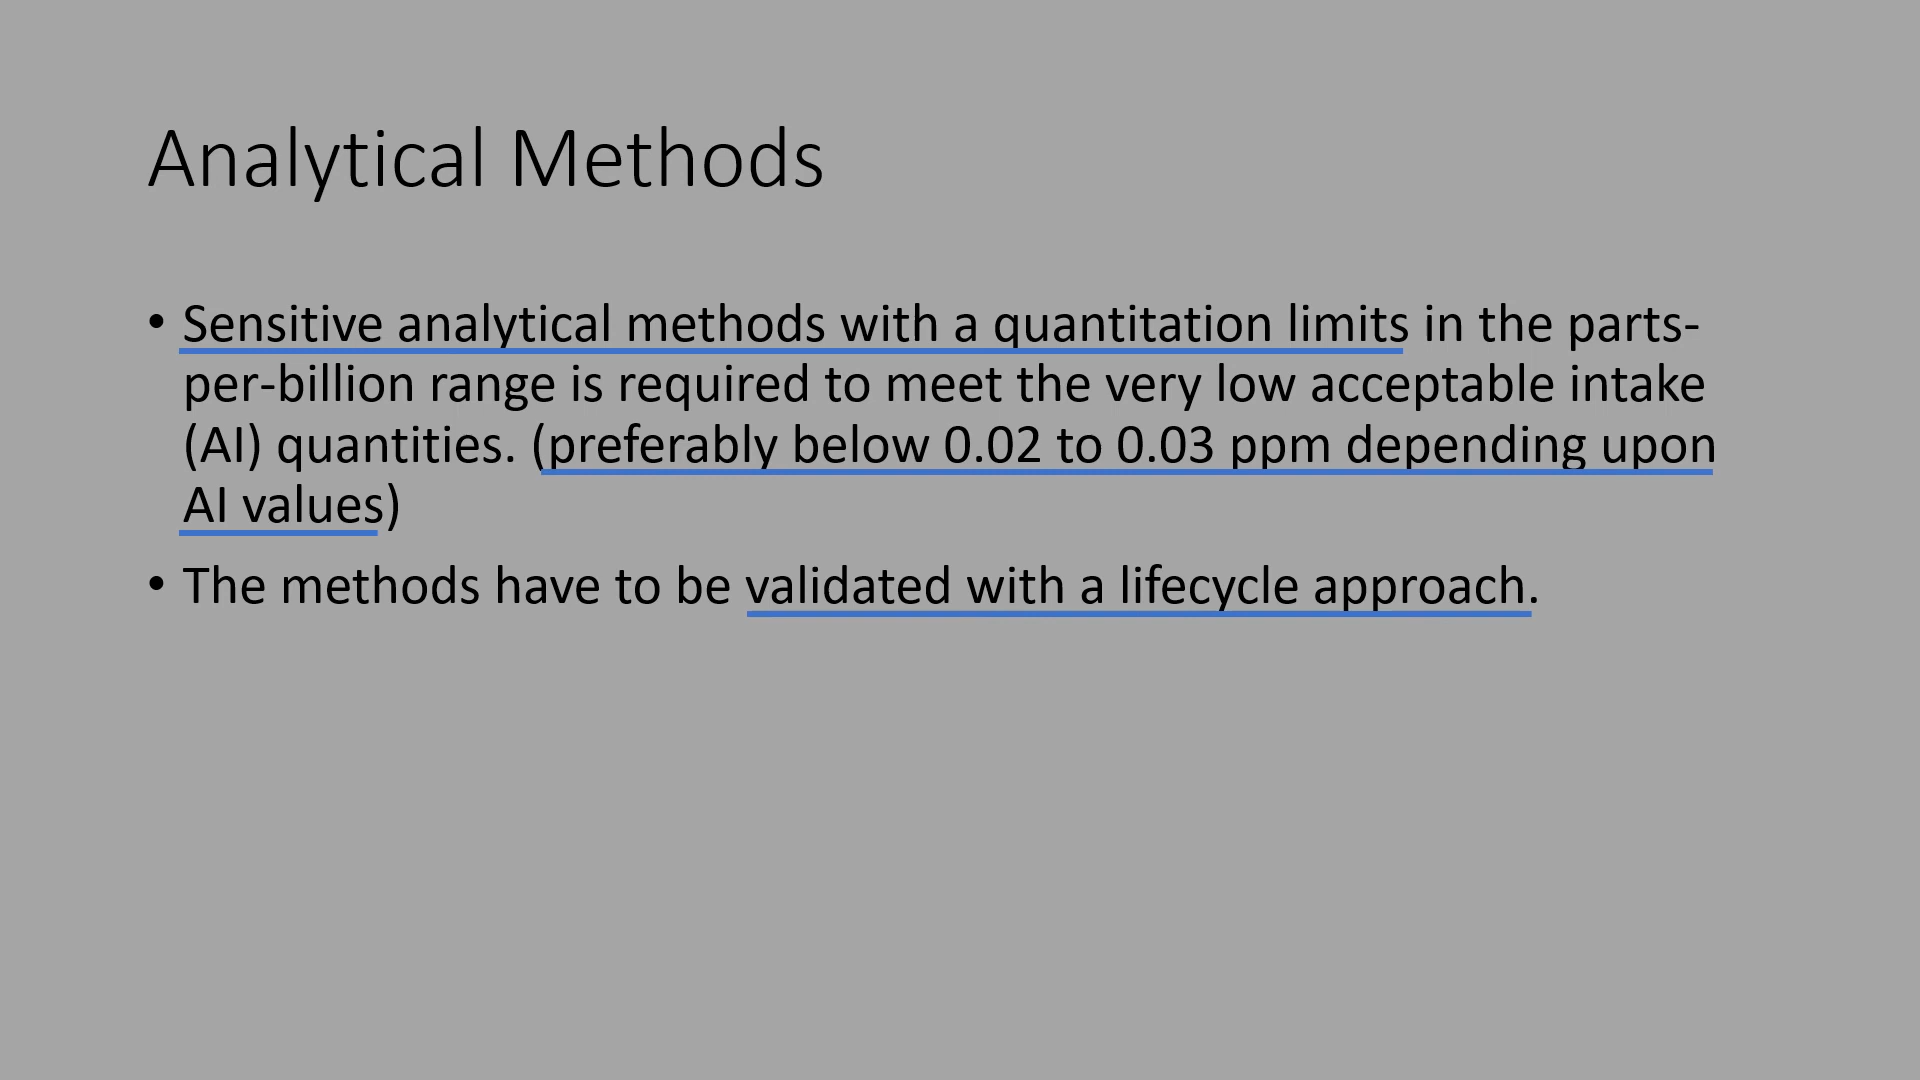 Analytical Methods
• Sensitive analytical methods with a quantitation limits in the parts-
per-billion range is required to meet the very low acceptable intake
(AI) quantities. (preferably below 0.02 to 0.03 ppm depending upon
AI values)
• The methods have to be validated with a lifecycle approach.